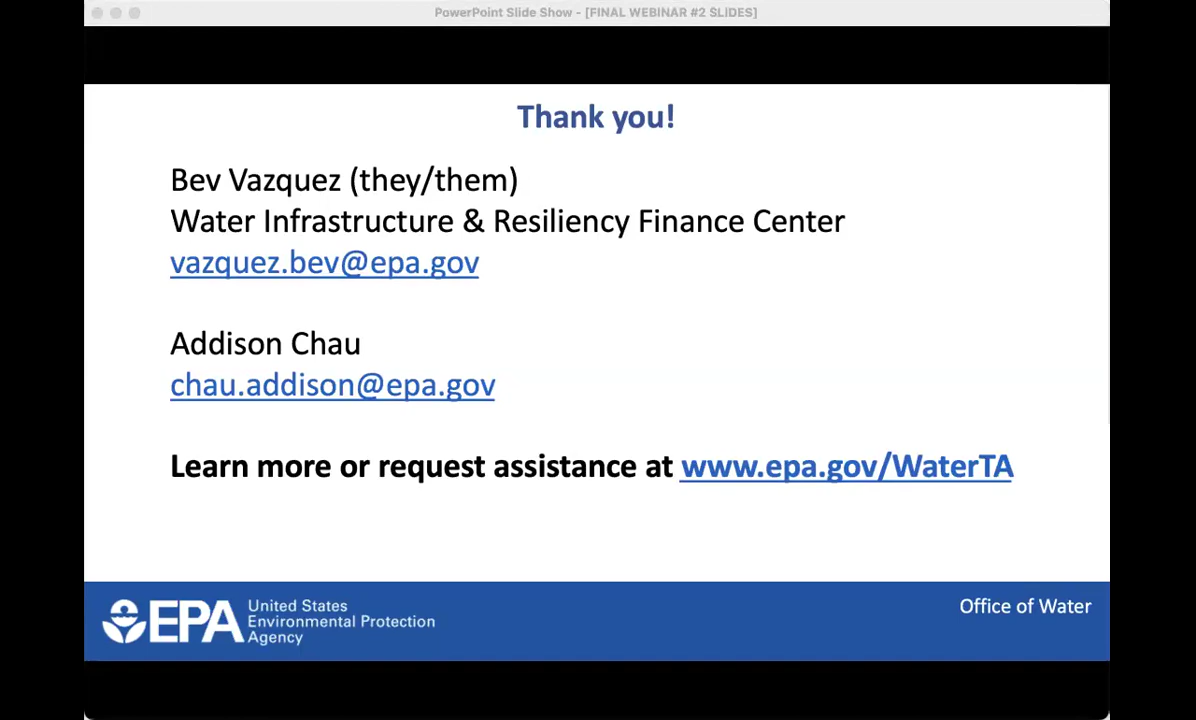 PowerPoint Slide Show - [FINAL WEBINAR #2 SLIDES]
Thank you!
Bev Vazquez (they/them)
Water Infrastructure & Resiliency Finance Center
vazquez.bev@epa.gov
Addison Chau
chau.addison@epa.gov
Learn more or request assistance at www.epa.gov/WaterTA
EPA
United States
Environmental Protection
Agency
Office of Water